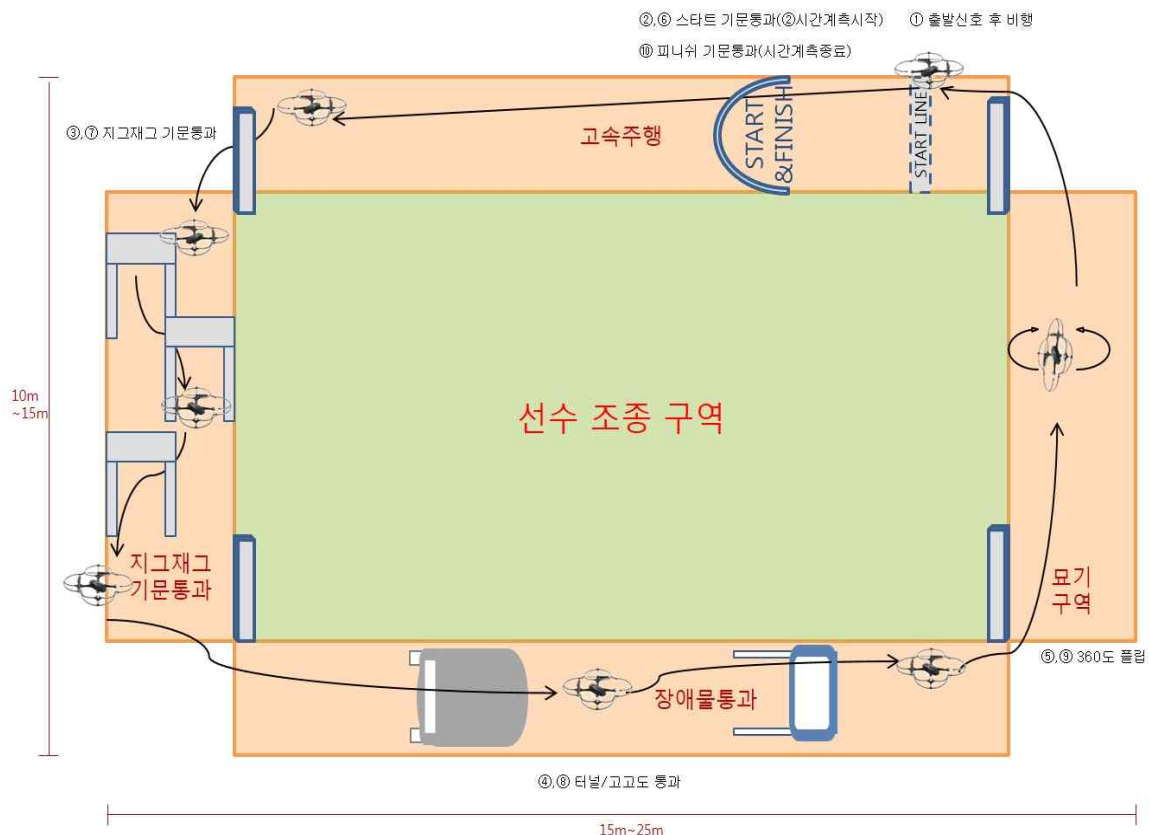 ②,⑥ 스타트 기문통과(②시간계측시작)
① 출발신호 후 비행
⑩ 피니쉬 기문통과(시간계측종료)
③,⑦ 지그재그 기문통과
고속주행
START
&FINISH
START LINE
10m
~15m
선수 조종 구역
지그재그
기문통과
묘기
구역
⑤,⑨ 360도 플립
장애물통과
④,⑧ 터널/고고도 통과
15m~25m